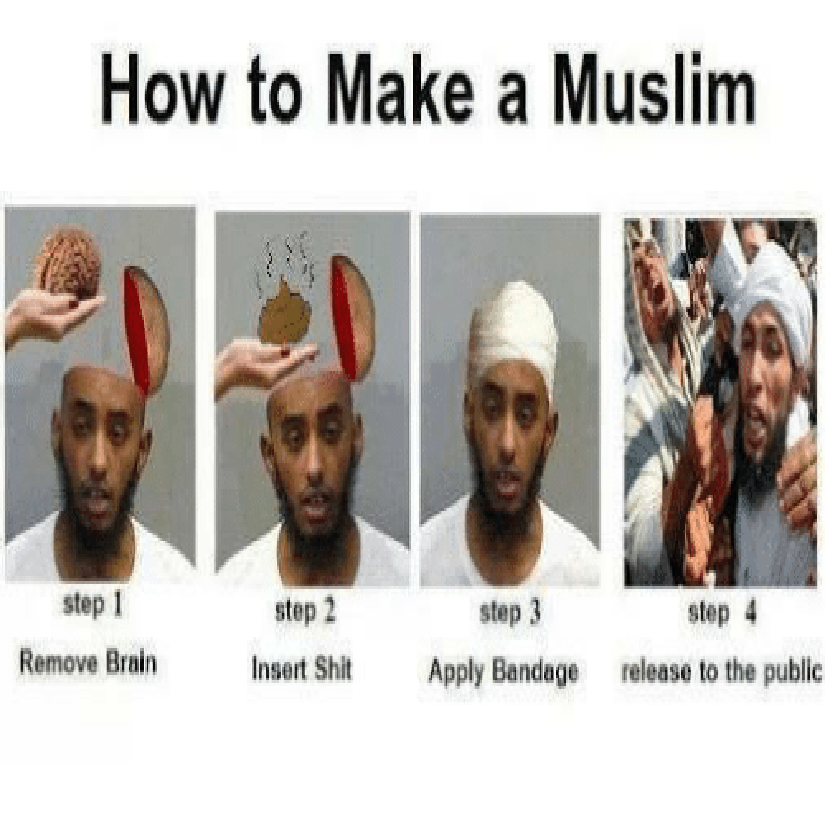 How to Make a Muslim
step 1
Remove Brain
step 2
Insert Shit
step 3
Apply Bandage
step 4
release to the public